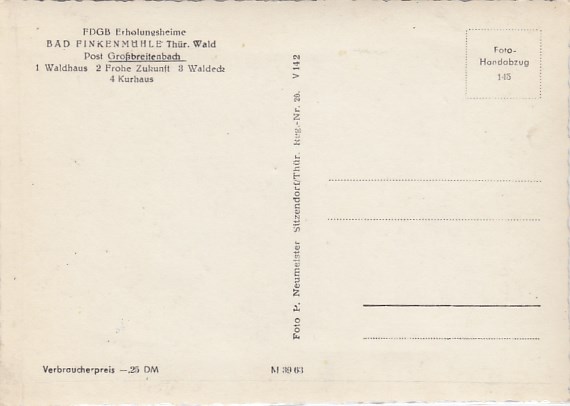 FDGB Erholungsheime
BAD FINKENMÜHLE Thür. Wald
Post Großbreitenbach
1 Waldhaus 2 Frohe Zukunft 3 Waldeck
4 Kurhaus
Foto-
Handabzug
145
Foto P. Neumeister Sitzendorf/Thür. Reg.-Nr. 26. V 142
Verbraucherpreis —,25 DM
M 39 63